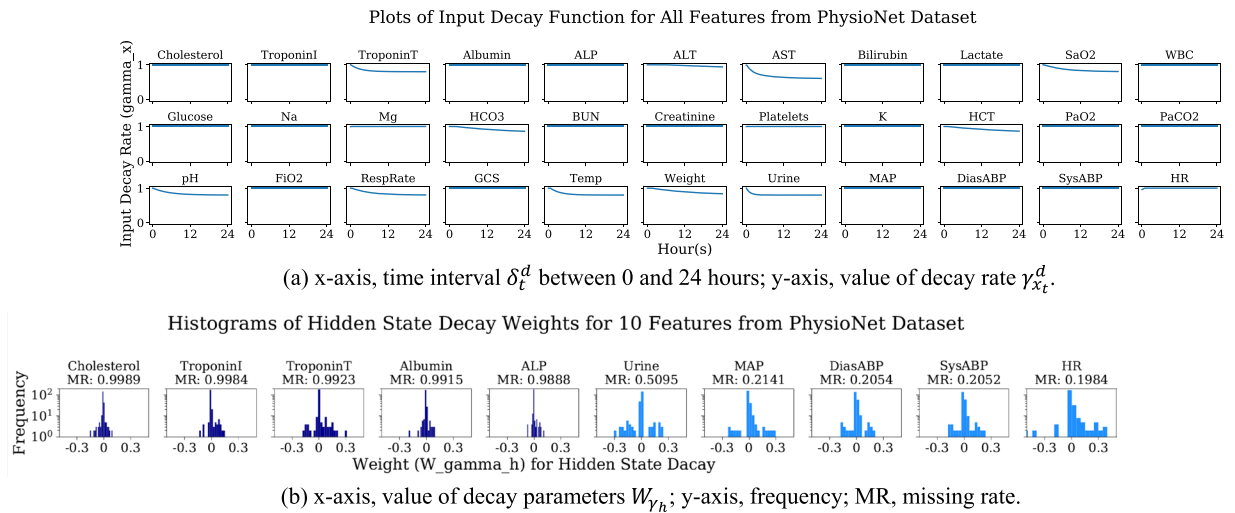 Plots of Input Decay Function for All Features from PhysioNet Dataset
Input Decay Rate (gamma_x)
Cholesterol TroponinI TroponinT Albumin ALP ALT AST Bilirubin Lactate SaO2 WBC
1
0
Glucose Na Mg HCO3 BUN Creatinine Platelets K HCT PaO2 PaCO2
1
0
pH FiO2 RespRate GCS Temp Weight Urine MAP DiasABP SysABP HR
1
0
0 12 24 0 12 24 0 12 24 0 12 24 0 12 24 0 12 24 0 12 24 0 12 24 0 12 24 0 12 24 0 12 24
Hour(s)
(a) x-axis, time interval δ_t^d between 0 and 24 hours; y-axis, value of decay rate γ_{x_t}^d.
Histograms of Hidden State Decay Weights for 10 Features from PhysioNet Dataset
Cholesterol TroponinI TroponinT Albumin ALP Urine MAP DiasABP SysABP HR
MR: 0.9989 MR: 0.9984 MR: 0.9923 MR: 0.9915 MR: 0.9888 MR: 0.5095 MR: 0.2141 MR: 0.2054 MR: 0.2052 MR: 0.1984
Frequency
10²
10¹
10⁰
-0.3 0 0.3 -0.3 0 0.3 -0.3 0 0.3 -0.3 0 0.3 -0.3 0 0.3 -0.3 0 0.3 -0.3 0 0.3 -0.3 0 0.3 -0.3 0 0.3 -0.3 0 0.3
Weight (W_gamma_h) for Hidden State Dacay
(b) x-axis, value of decay parameters W_{γ_h}; y-axis, frequency; MR, missing rate.